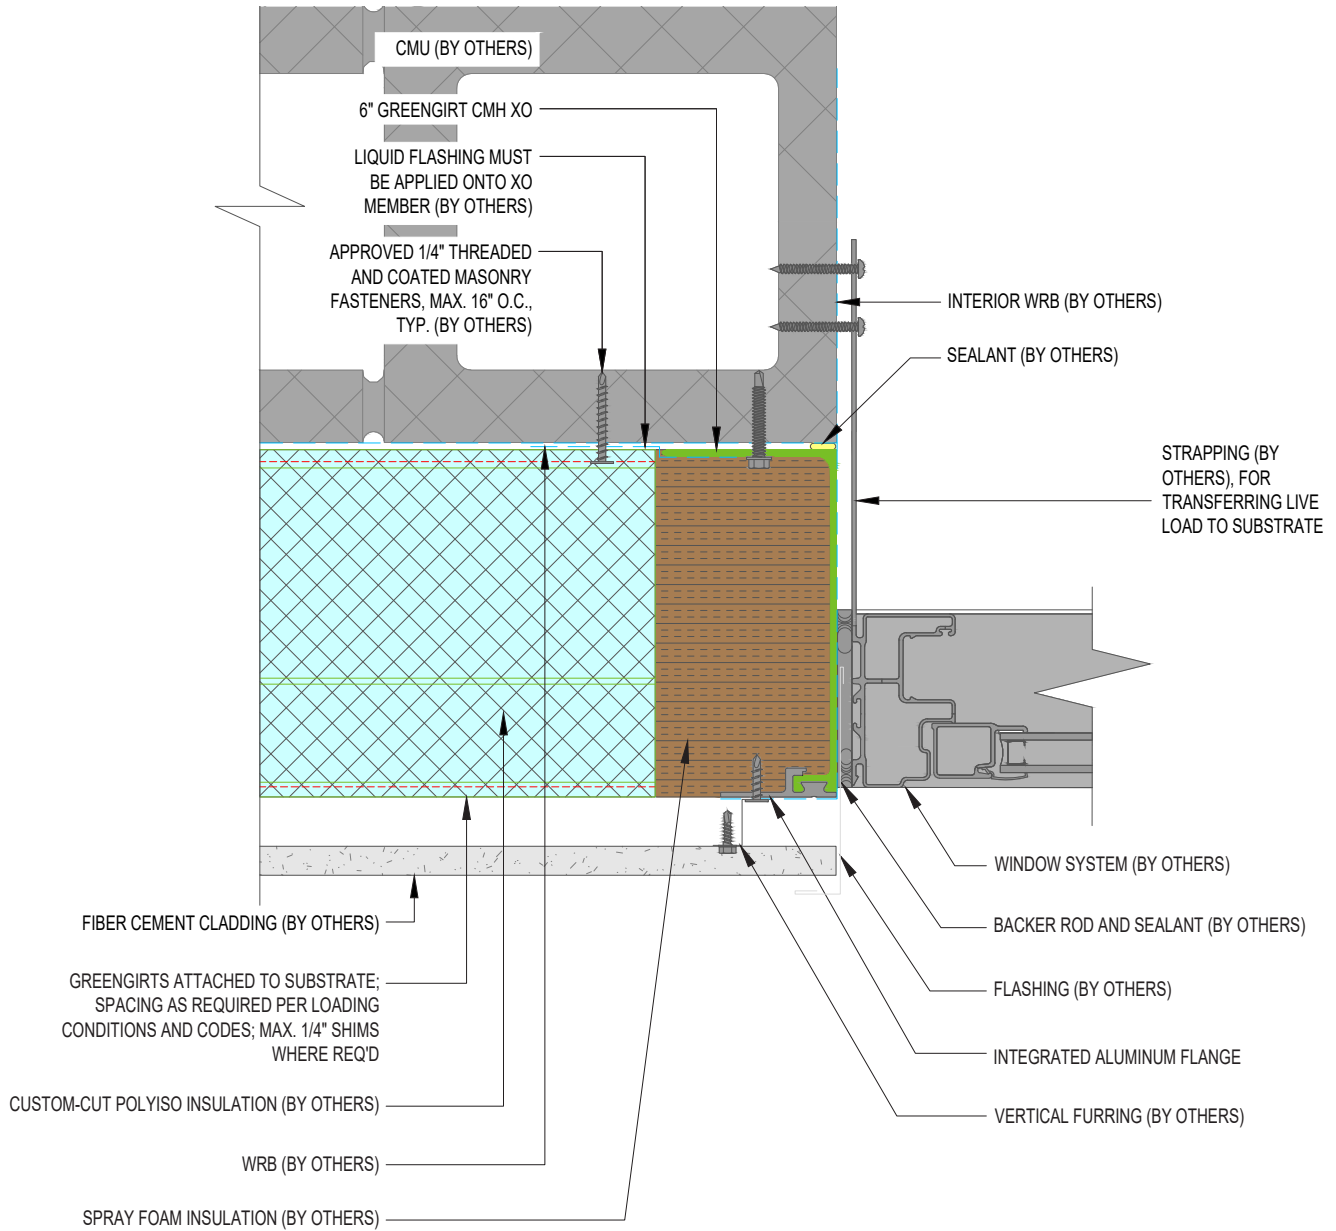 CMU (BY OTHERS)
6" GREENGIRT CMH XO
LIQUID FLASHING MUST
BE APPLIED ONTO XO
MEMBER (BY OTHERS)
APPROVED 1/4" THREADED
AND COATED MASONRY
FASTENERS, MAX. 16" O.C.,
TYP. (BY OTHERS)
INTERIOR WRB (BY OTHERS)
SEALANT (BY OTHERS)
STRAPPING (BY
OTHERS), FOR
TRANSFERRING LIVE
LOAD TO SUBSTRATE
WINDOW SYSTEM (BY OTHERS)
BACKER ROD AND SEALANT (BY OTHERS)
FLASHING (BY OTHERS)
INTEGRATED ALUMINUM FLANGE
VERTICAL FURRING (BY OTHERS)
FIBER CEMENT CLADDING (BY OTHERS)
GREENGIRTS ATTACHED TO SUBSTRATE;
SPACING AS REQUIRED PER LOADING
CONDITIONS AND CODES; MAX. 1/4" SHIMS
WHERE REQ'D
CUSTOM-CUT POLYISO INSULATION (BY OTHERS)
WRB (BY OTHERS)
SPRAY FOAM INSULATION (BY OTHERS)